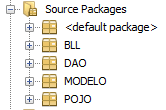 Source Packages
<default package>
BLL
DAO
MODELO
POJO